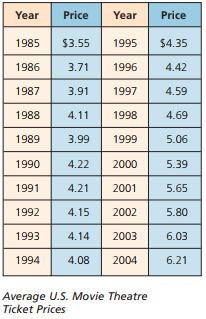 Year Price Year Price
1985 $3.55 1995 $4.35
1986 3.71 1996 4.42
1987 3.91 1997 4.59
1988 4.11 1998 4.69
1989 3.99 1999 5.06
1990 4.22 2000 5.39
1991 4.21 2001 5.65
1992 4.15 2002 5.80
1993 4.14 2003 6.03
1994 4.08 2004 6.21
Average U.S. Movie Theatre
Ticket Prices